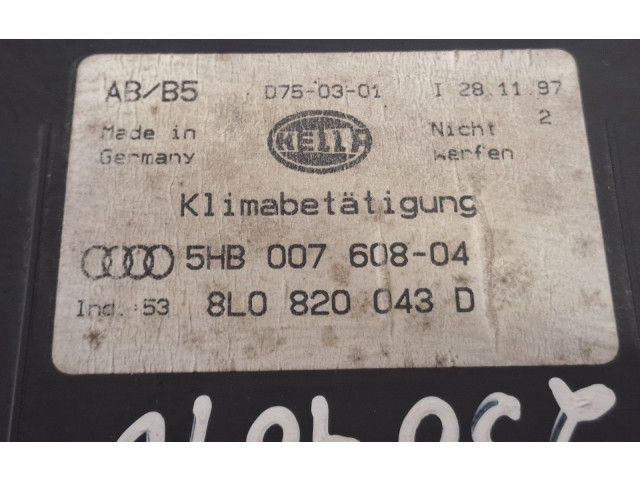 AB/B5 D75-03-01 I 28.11.97
Made in Germany HELLA Nicht werfen 2
Klimabetätigung
5HB 007 608-04
Ind.:53 8L0 820 043 D